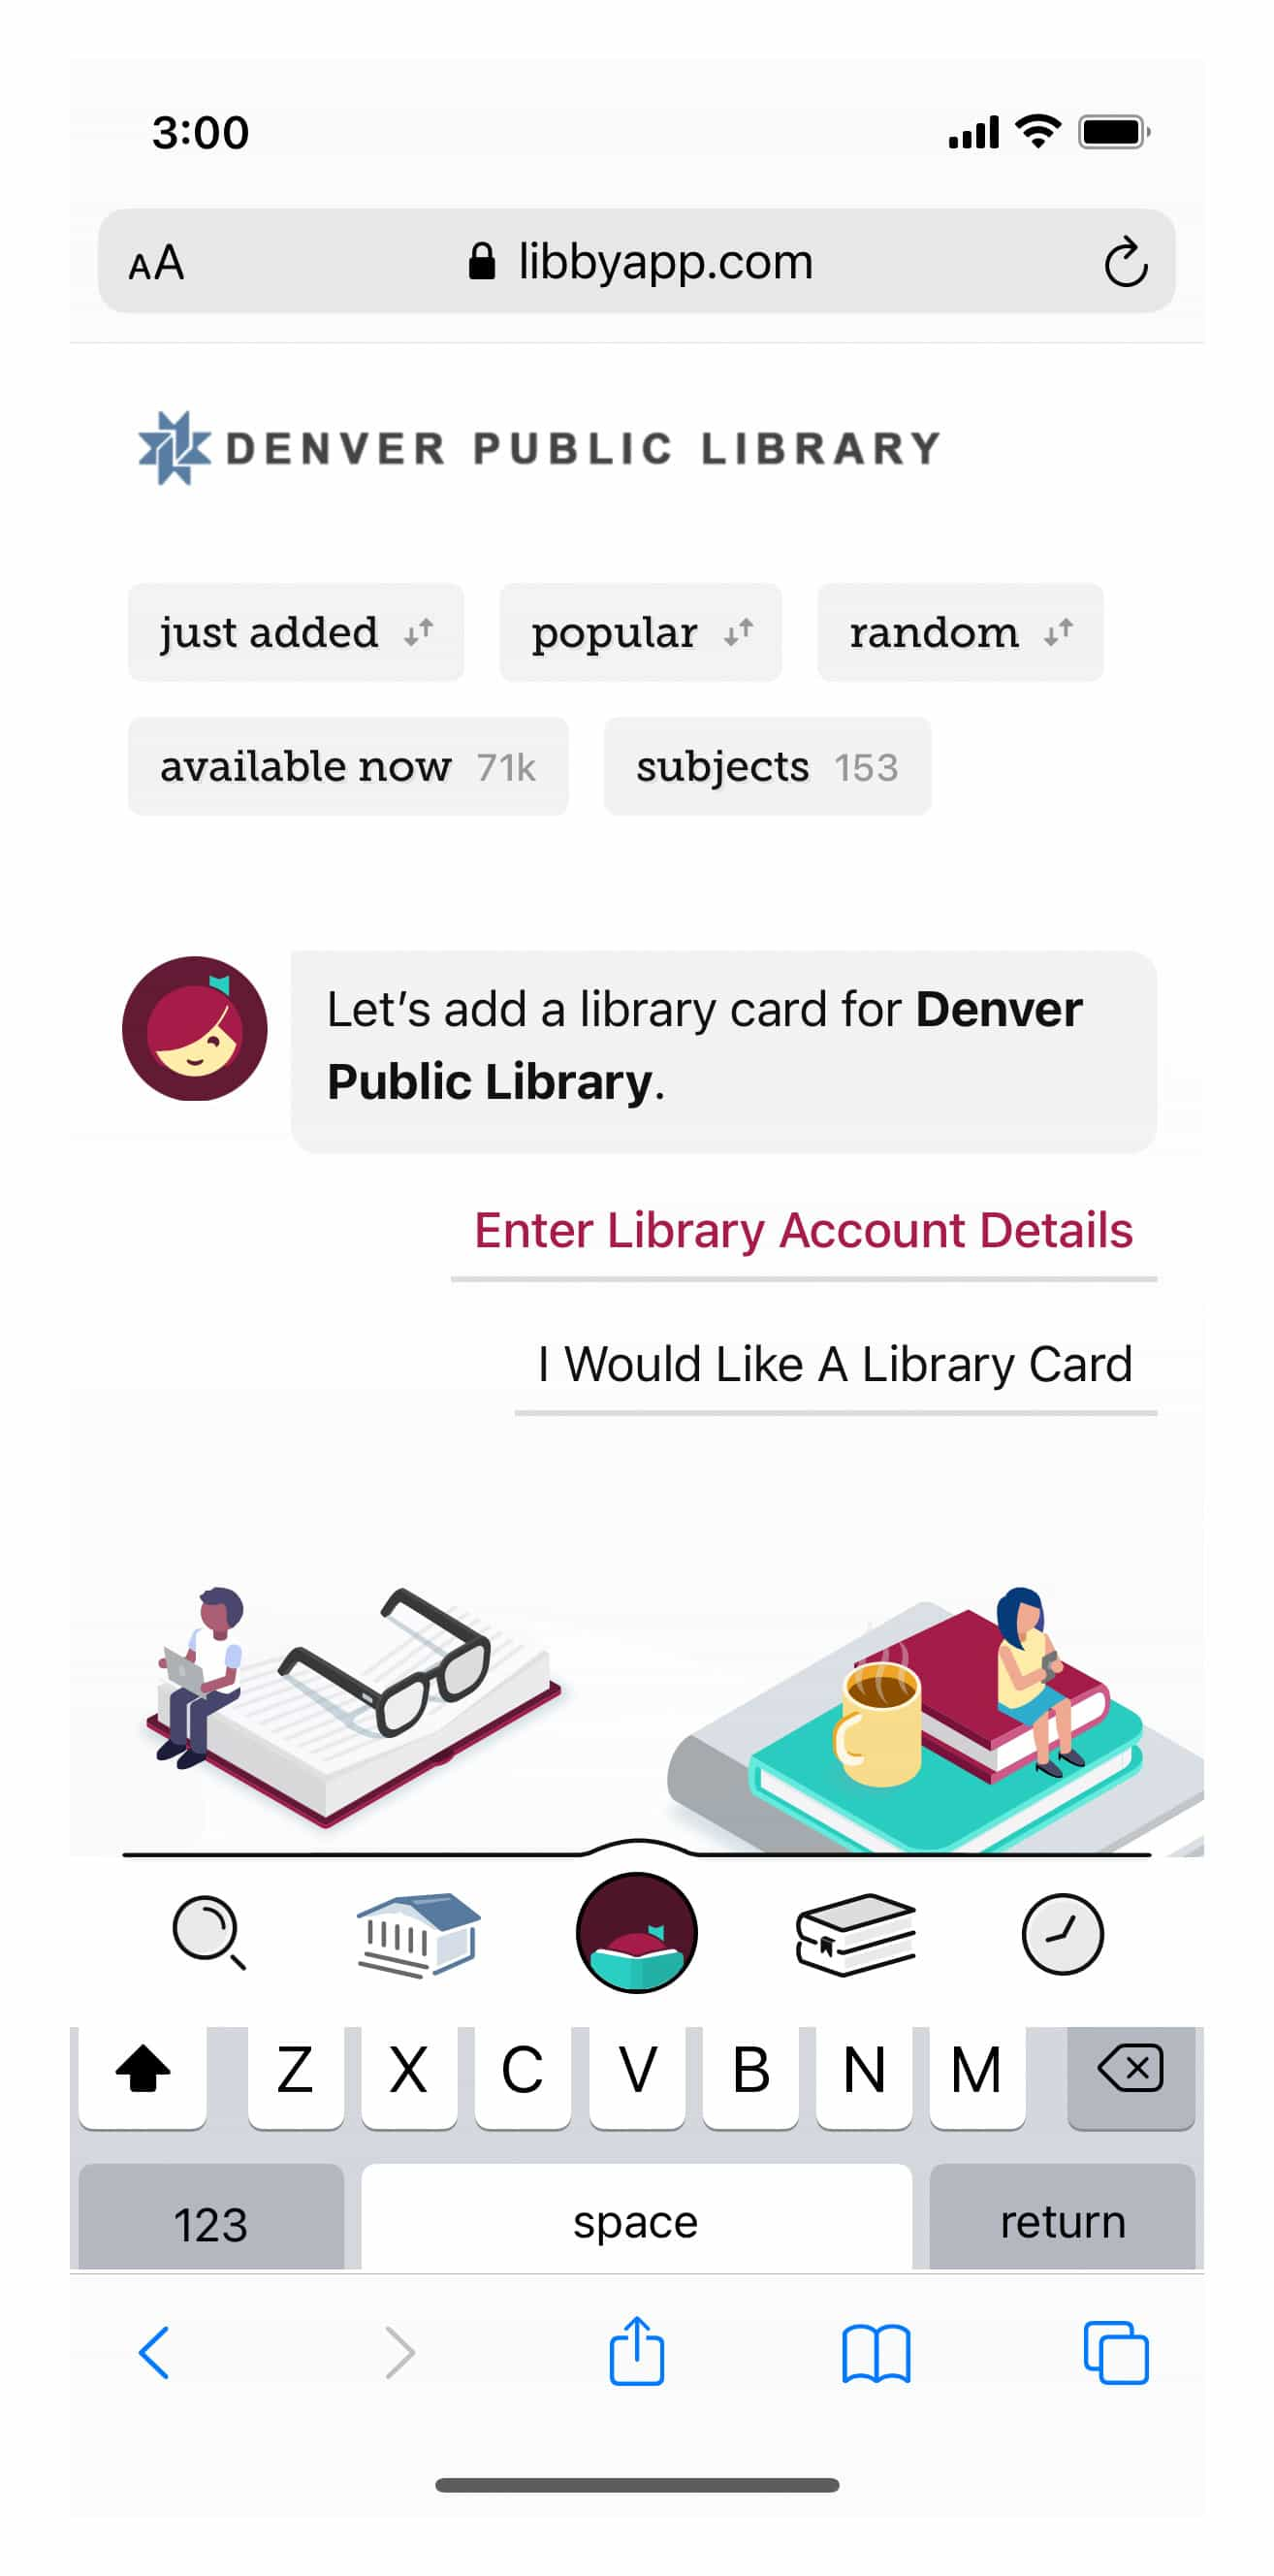 3:00
AA libbyapp.com
DENVER PUBLIC LIBRARY
just added popular random
available now 71k subjects 153
Let’s add a library card for Denver
Public Library.
Enter Library Account Details
I Would Like A Library Card
Z X C V B N M
123 space return